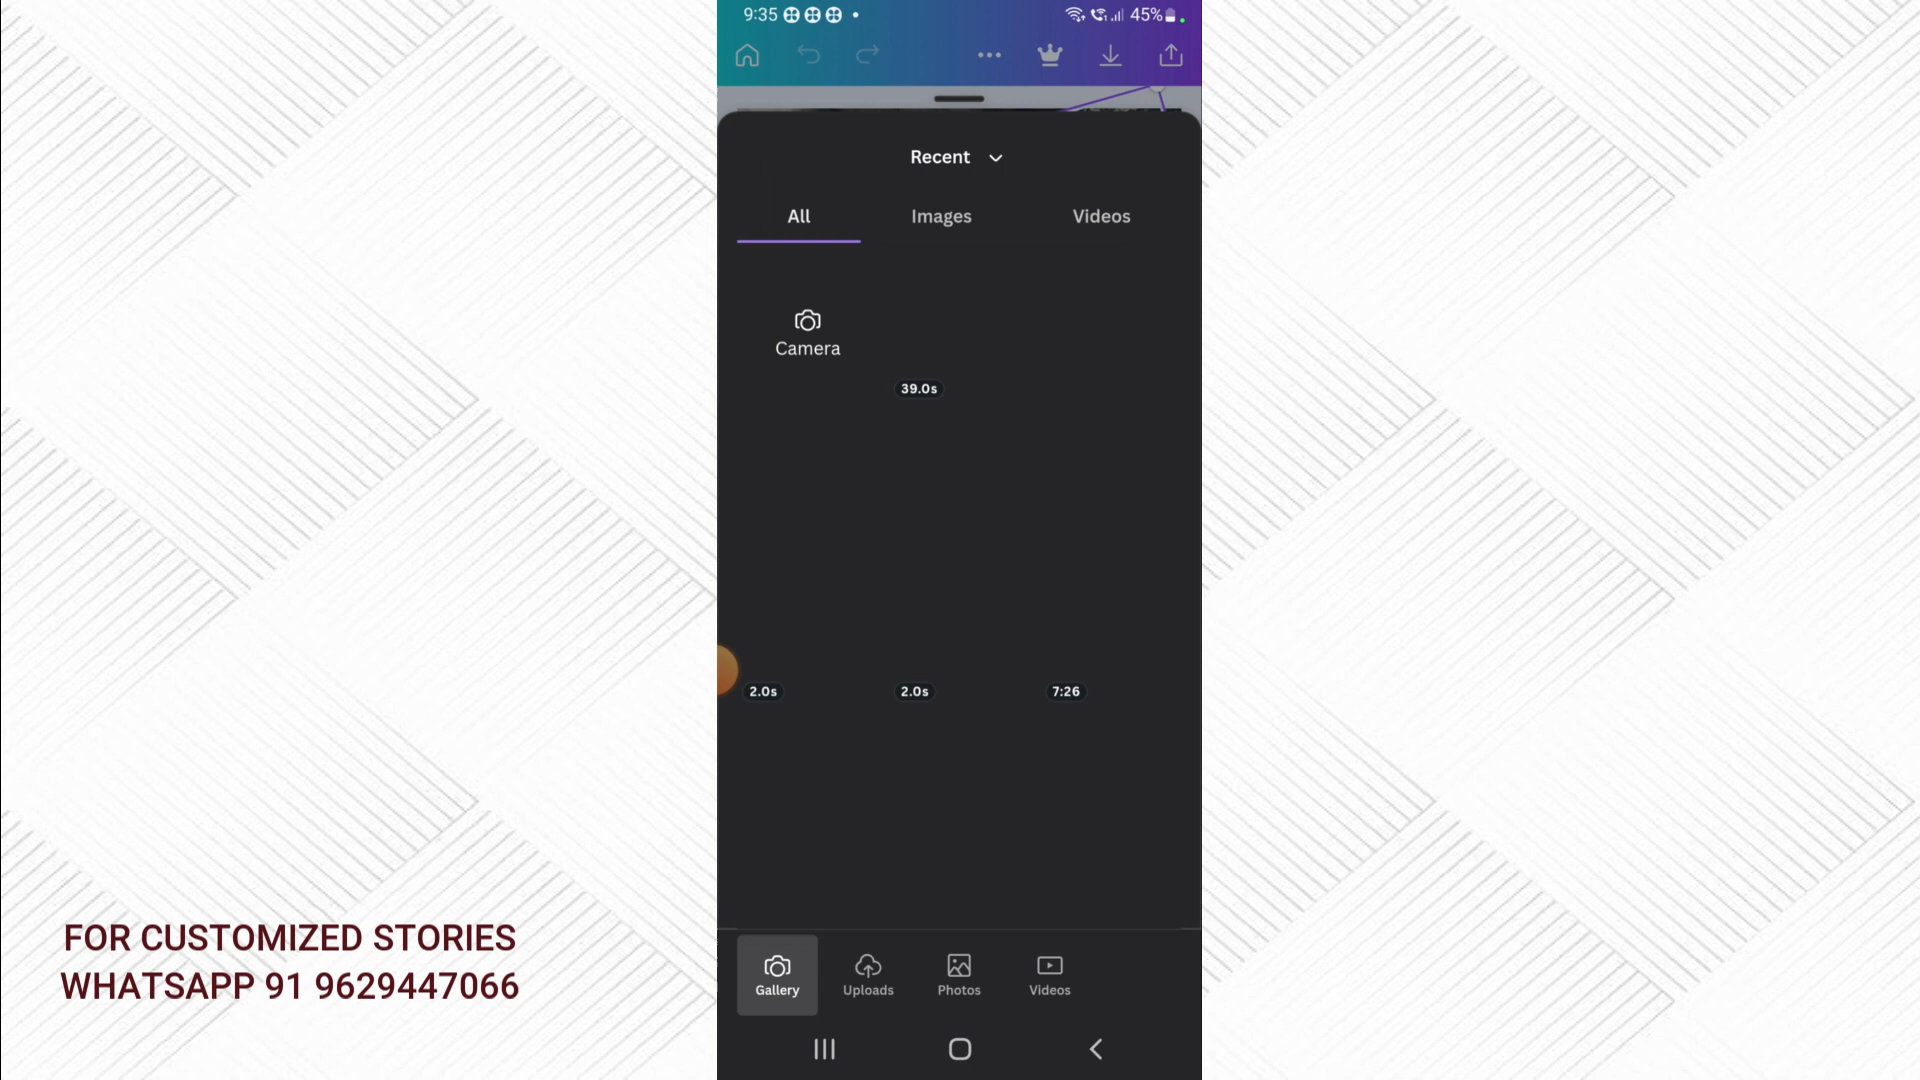 9:35
45%
Recent
All Images Videos
Camera
39.0s
2.0s 2.0s 7:26
Gallery Uploads Photos Videos
FOR CUSTOMIZED STORIES
WHATSAPP 91 9629447066